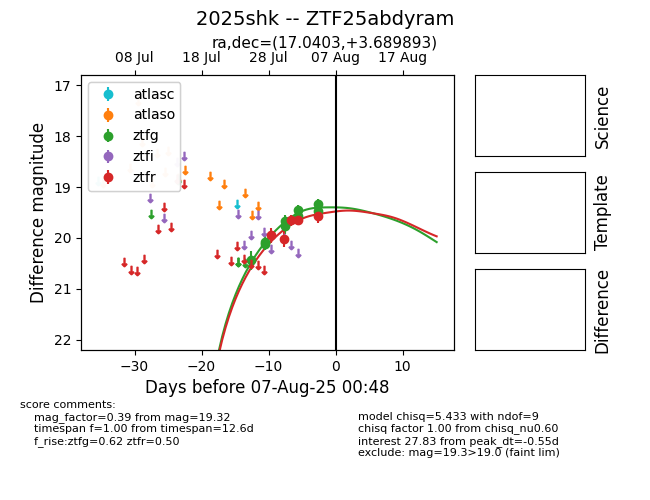 2025shk -- ZTF25abdyram
ra,dec=(17.0403,+3.689893)
08 Jul 18 Jul 28 Jul 07 Aug 17 Aug
17
18
19
20
21
22
Difference magnitude
atlasc
atlaso
ztfg
ztfi
ztfr
−30 −20 −10 0 10
Days before 07-Aug-25 00:48
Science
Template
Difference
score comments:
mag_factor=0.39 from mag=19.32
timespan f=1.00 from timespan=12.6d
f_rise:ztfg=0.62 ztfr=0.50
model chisq=5.433 with ndof=9
chisq factor 1.00 from chisq_nu0.60
interest 27.83 from peak_dt=-0.55d
exclude: mag=19.3>19.0 (faint lim)